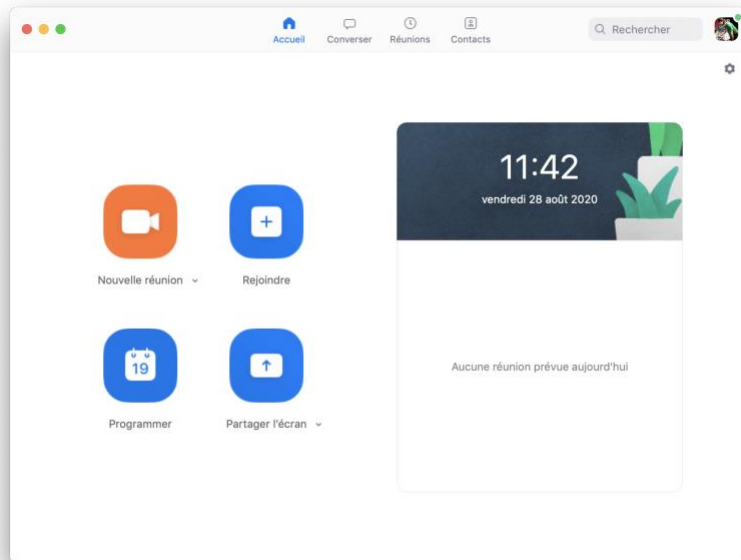 Accueil
Converser
Réunions
Contacts
Rechercher
11:42
vendredi 28 août 2020
Nouvelle réunion
Rejoindre
19
Programmer
Partager l'écran
Aucune réunion prévue aujourd'hui